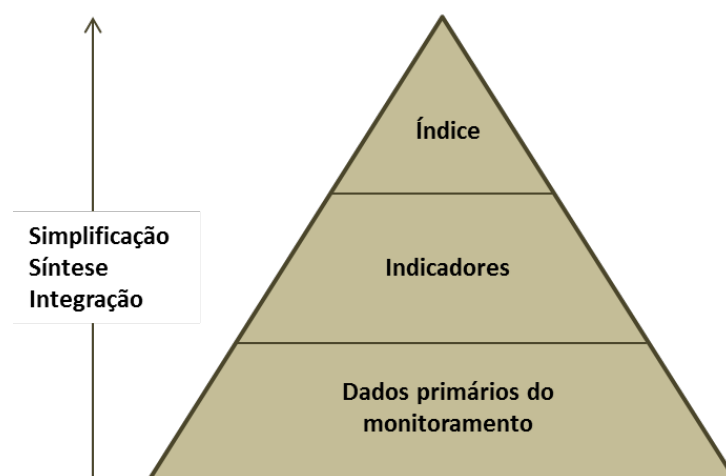 Índice
Simplificação
Síntese
Integração
Indicadores
Dados primários do
monitoramento